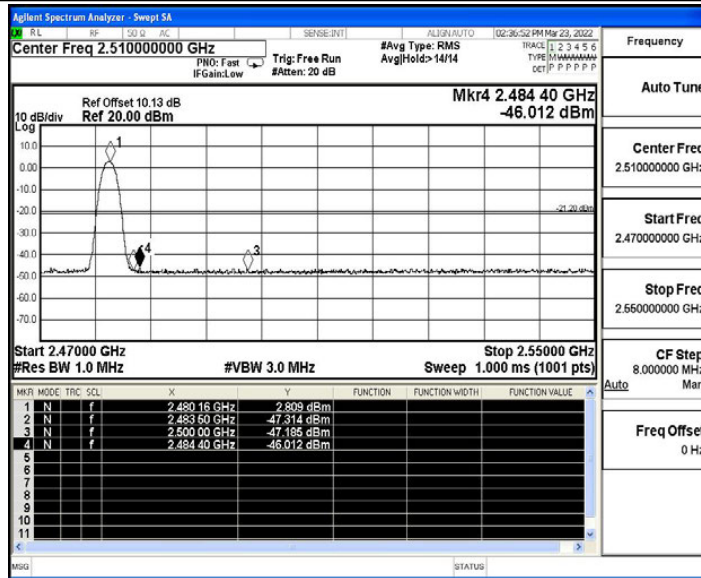 Agilent Spectrum Analyzer - Swept SA
RL RF 50 Ω AC SENSE:INT ALIGN AUTO 02:36:52 PM Mar 23, 2022
Center Freq 2.510000000 GHz
PNO: Fast
IFGain:Low
Trig: Free Run
#Atten: 20 dB
#Avg Type: RMS
Avg|Hold:> 14/14
TRACE 1 2 3 4 5 6
TYPE MWWWWW
DET P P P P P P
Frequency
Auto Tune
Center Freq
2.510000000 GHz
Start Freq
2.470000000 GHz
Stop Freq
2.550000000 GHz
CF Step
8.000000 MHz
Auto Man
Freq Offset
0 Hz
Mkr4 2.484 40 GHz
-46.012 dBm
Ref Offset 10.13 dB
10 dB/div Ref 20.00 dBm
Log
10.0
0.00
-10.0
-20.0
-30.0
-40.0
-50.0
-60.0
-70.0
1
4
3
-21.20 dBm
Start 2.47000 GHz Stop 2.55000 GHz
#Res BW 1.0 MHz #VBW 3.0 MHz Sweep 1.000 ms (1001 pts)
MKR MODE TRC SCL X Y FUNCTION FUNCTION WIDTH FUNCTION VALUE
1 N f 2.480 16 GHz 2.809 dBm
2 N f 2.483 50 GHz -47.314 dBm
3 N f 2.500 00 GHz -47.185 dBm
4 N f 2.484 40 GHz -46.012 dBm
5
6
7
8
9
10
11
MSG STATUS